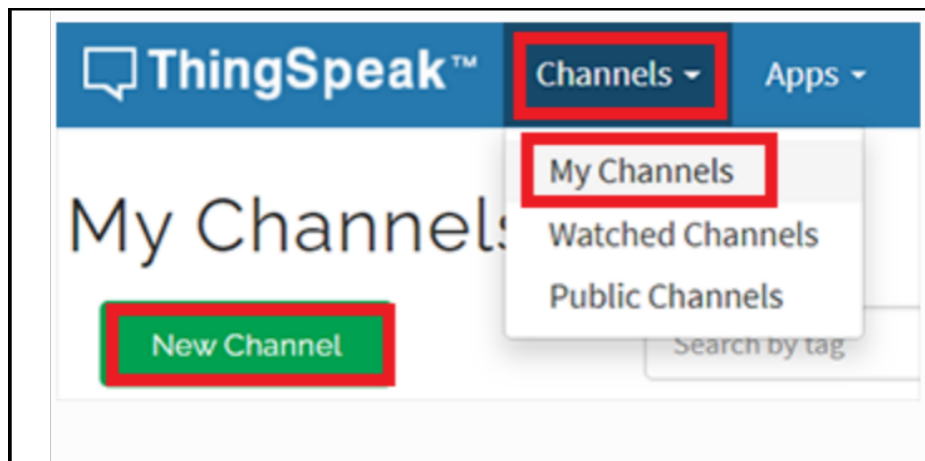 ThingSpeak™ Channels Apps
My Channels
Watched Channels
Public Channels
My Channels
New Channel
Search by tag